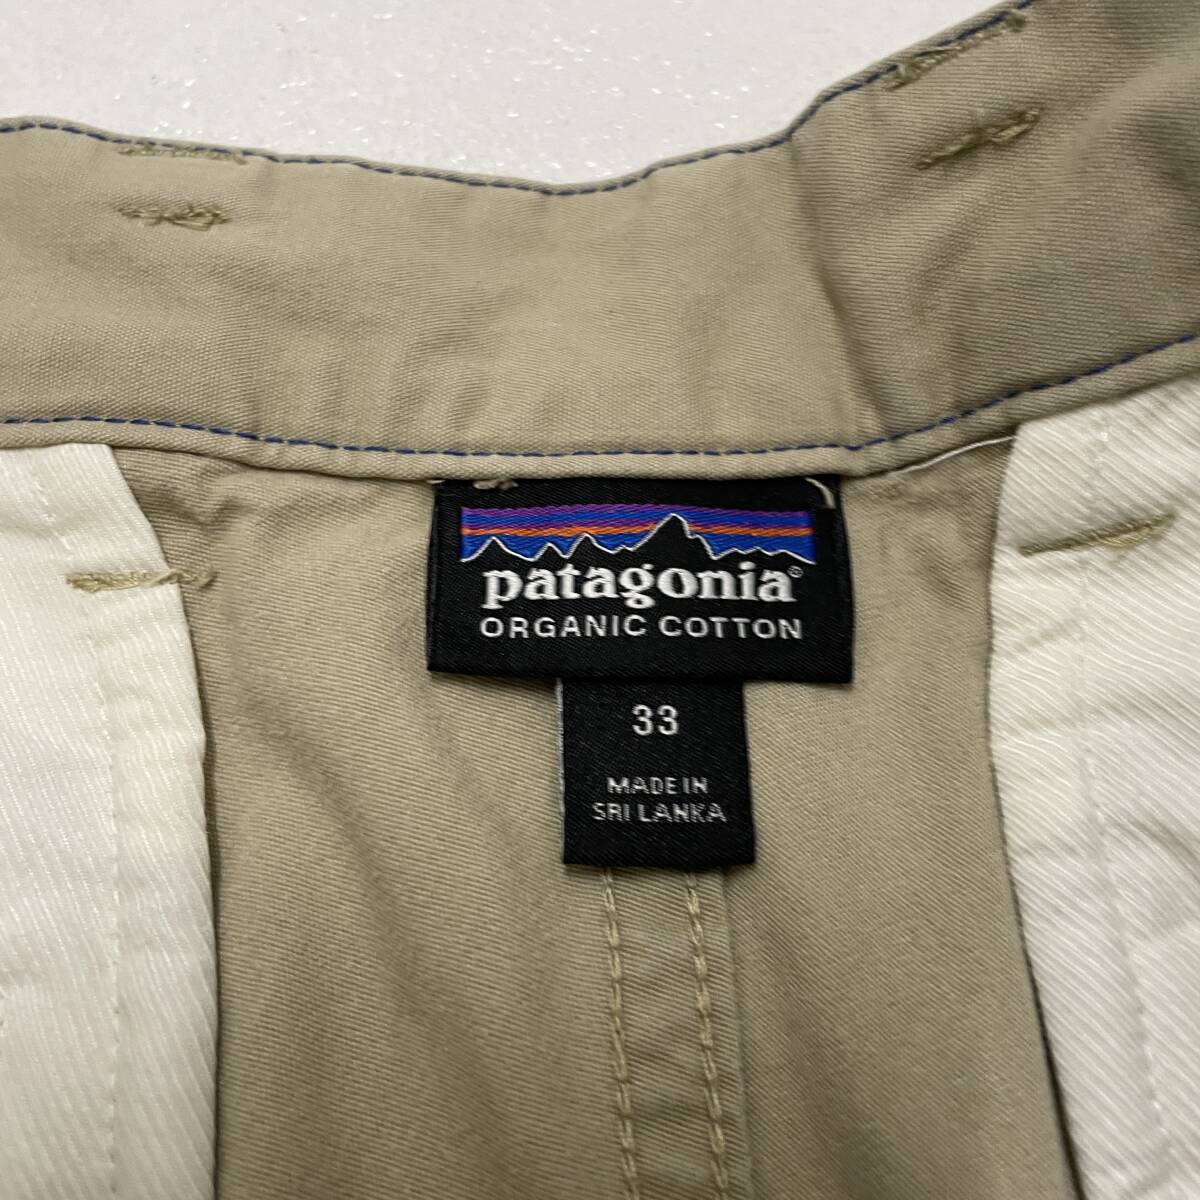 patagonia®
ORGANIC COTTON
33
MADE IN
SRI LANKA